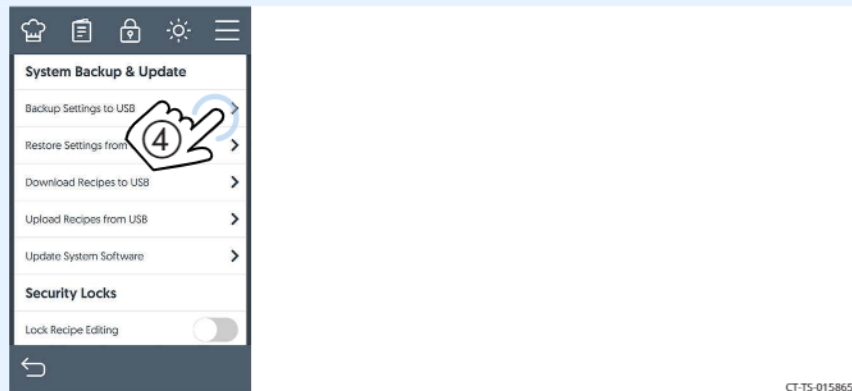 System Backup & Update
Backup Settings to USB
4
Restore Settings from
Download Recipes to USB
Upload Recipes from USB
Update System Software
Security Locks
Lock Recipe Editing
CT-TS-015865